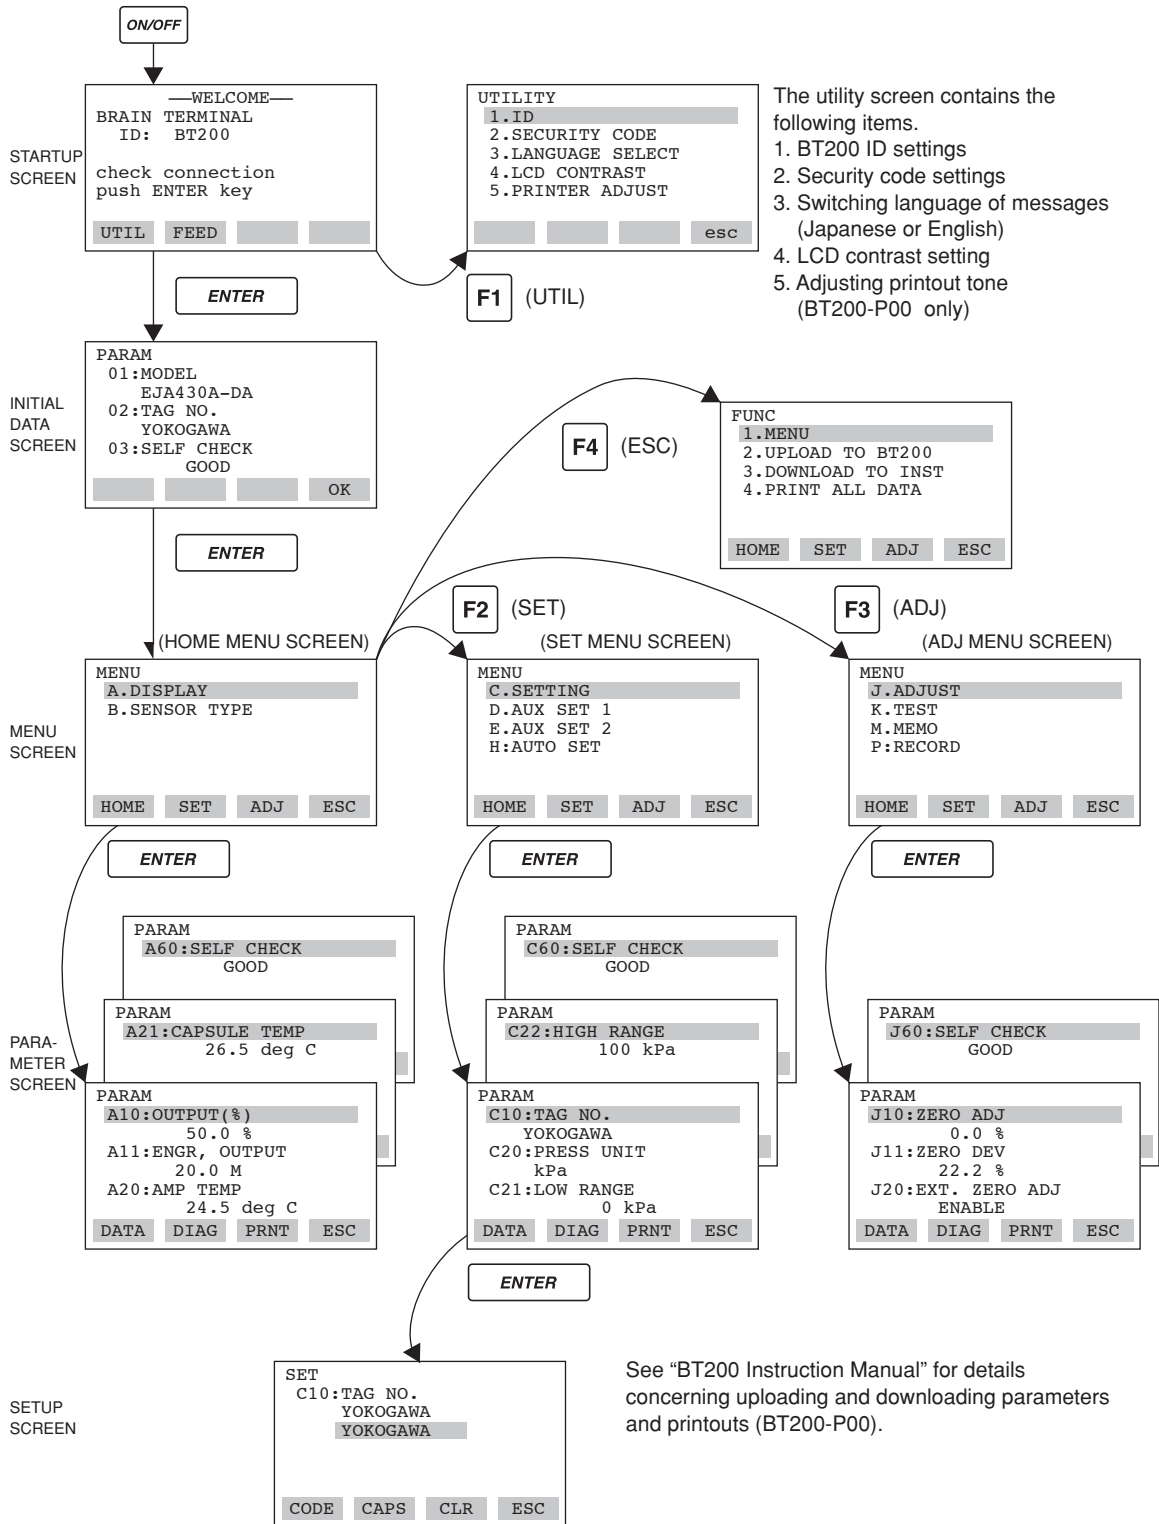 ON/OFF
STARTUP
SCREEN
—WELCOME—
BRAIN TERMINAL
ID: BT200
check connection
push ENTER key
UTIL FEED
UTILITY
1.ID
2.SECURITY CODE
3.LANGUAGE SELECT
4.LCD CONTRAST
5.PRINTER ADJUST
esc
The utility screen contains the
following items.
1. BT200 ID settings
2. Security code settings
3. Switching language of messages
(Japanese or English)
4. LCD contrast setting
5. Adjusting printout tone
(BT200-P00 only)
ENTER
F1 (UTIL)
INITIAL
DATA
SCREEN
PARAM
01:MODEL
EJA430A-DA
02:TAG NO.
YOKOGAWA
03:SELF CHECK
GOOD
OK
ENTER
F4 (ESC)
FUNC
1.MENU
2.UPLOAD TO BT200
3.DOWNLOAD TO INST
4.PRINT ALL DATA
HOME SET ADJ ESC
F2 (SET)
F3 (ADJ)
MENU
SCREEN
(HOME MENU SCREEN)
MENU
A.DISPLAY
B.SENSOR TYPE
HOME SET ADJ ESC
ENTER
(SET MENU SCREEN)
MENU
C.SETTING
D.AUX SET 1
E.AUX SET 2
H:AUTO SET
HOME SET ADJ ESC
ENTER
(ADJ MENU SCREEN)
MENU
J.ADJUST
K.TEST
M.MEMO
P:RECORD
HOME SET ADJ ESC
ENTER
PARA-
METER
SCREEN
PARAM
A60:SELF CHECK
GOOD
PARAM
A21:CAPSULE TEMP
26.5 deg C
PARAM
A10:OUTPUT(%)
50.0 %
A11:ENGR, OUTPUT
20.0 M
A20:AMP TEMP
24.5 deg C
DATA DIAG PRNT ESC
PARAM
C60:SELF CHECK
GOOD
PARAM
C22:HIGH RANGE
100 kPa
PARAM
C10:TAG NO.
YOKOGAWA
C20:PRESS UNIT
kPa
C21:LOW RANGE
0 kPa
DATA DIAG PRNT ESC
PARAM
J60:SELF CHECK
GOOD
PARAM
J10:ZERO ADJ
0.0 %
J11:ZERO DEV
22.2 %
J20:EXT. ZERO ADJ
ENABLE
DATA DIAG PRNT ESC
ENTER
SETUP
SCREEN
SET
C10:TAG NO.
YOKOGAWA
YOKOGAWA
CODE CAPS CLR ESC
See “BT200 Instruction Manual” for details
concerning uploading and downloading parameters
and printouts (BT200-P00).